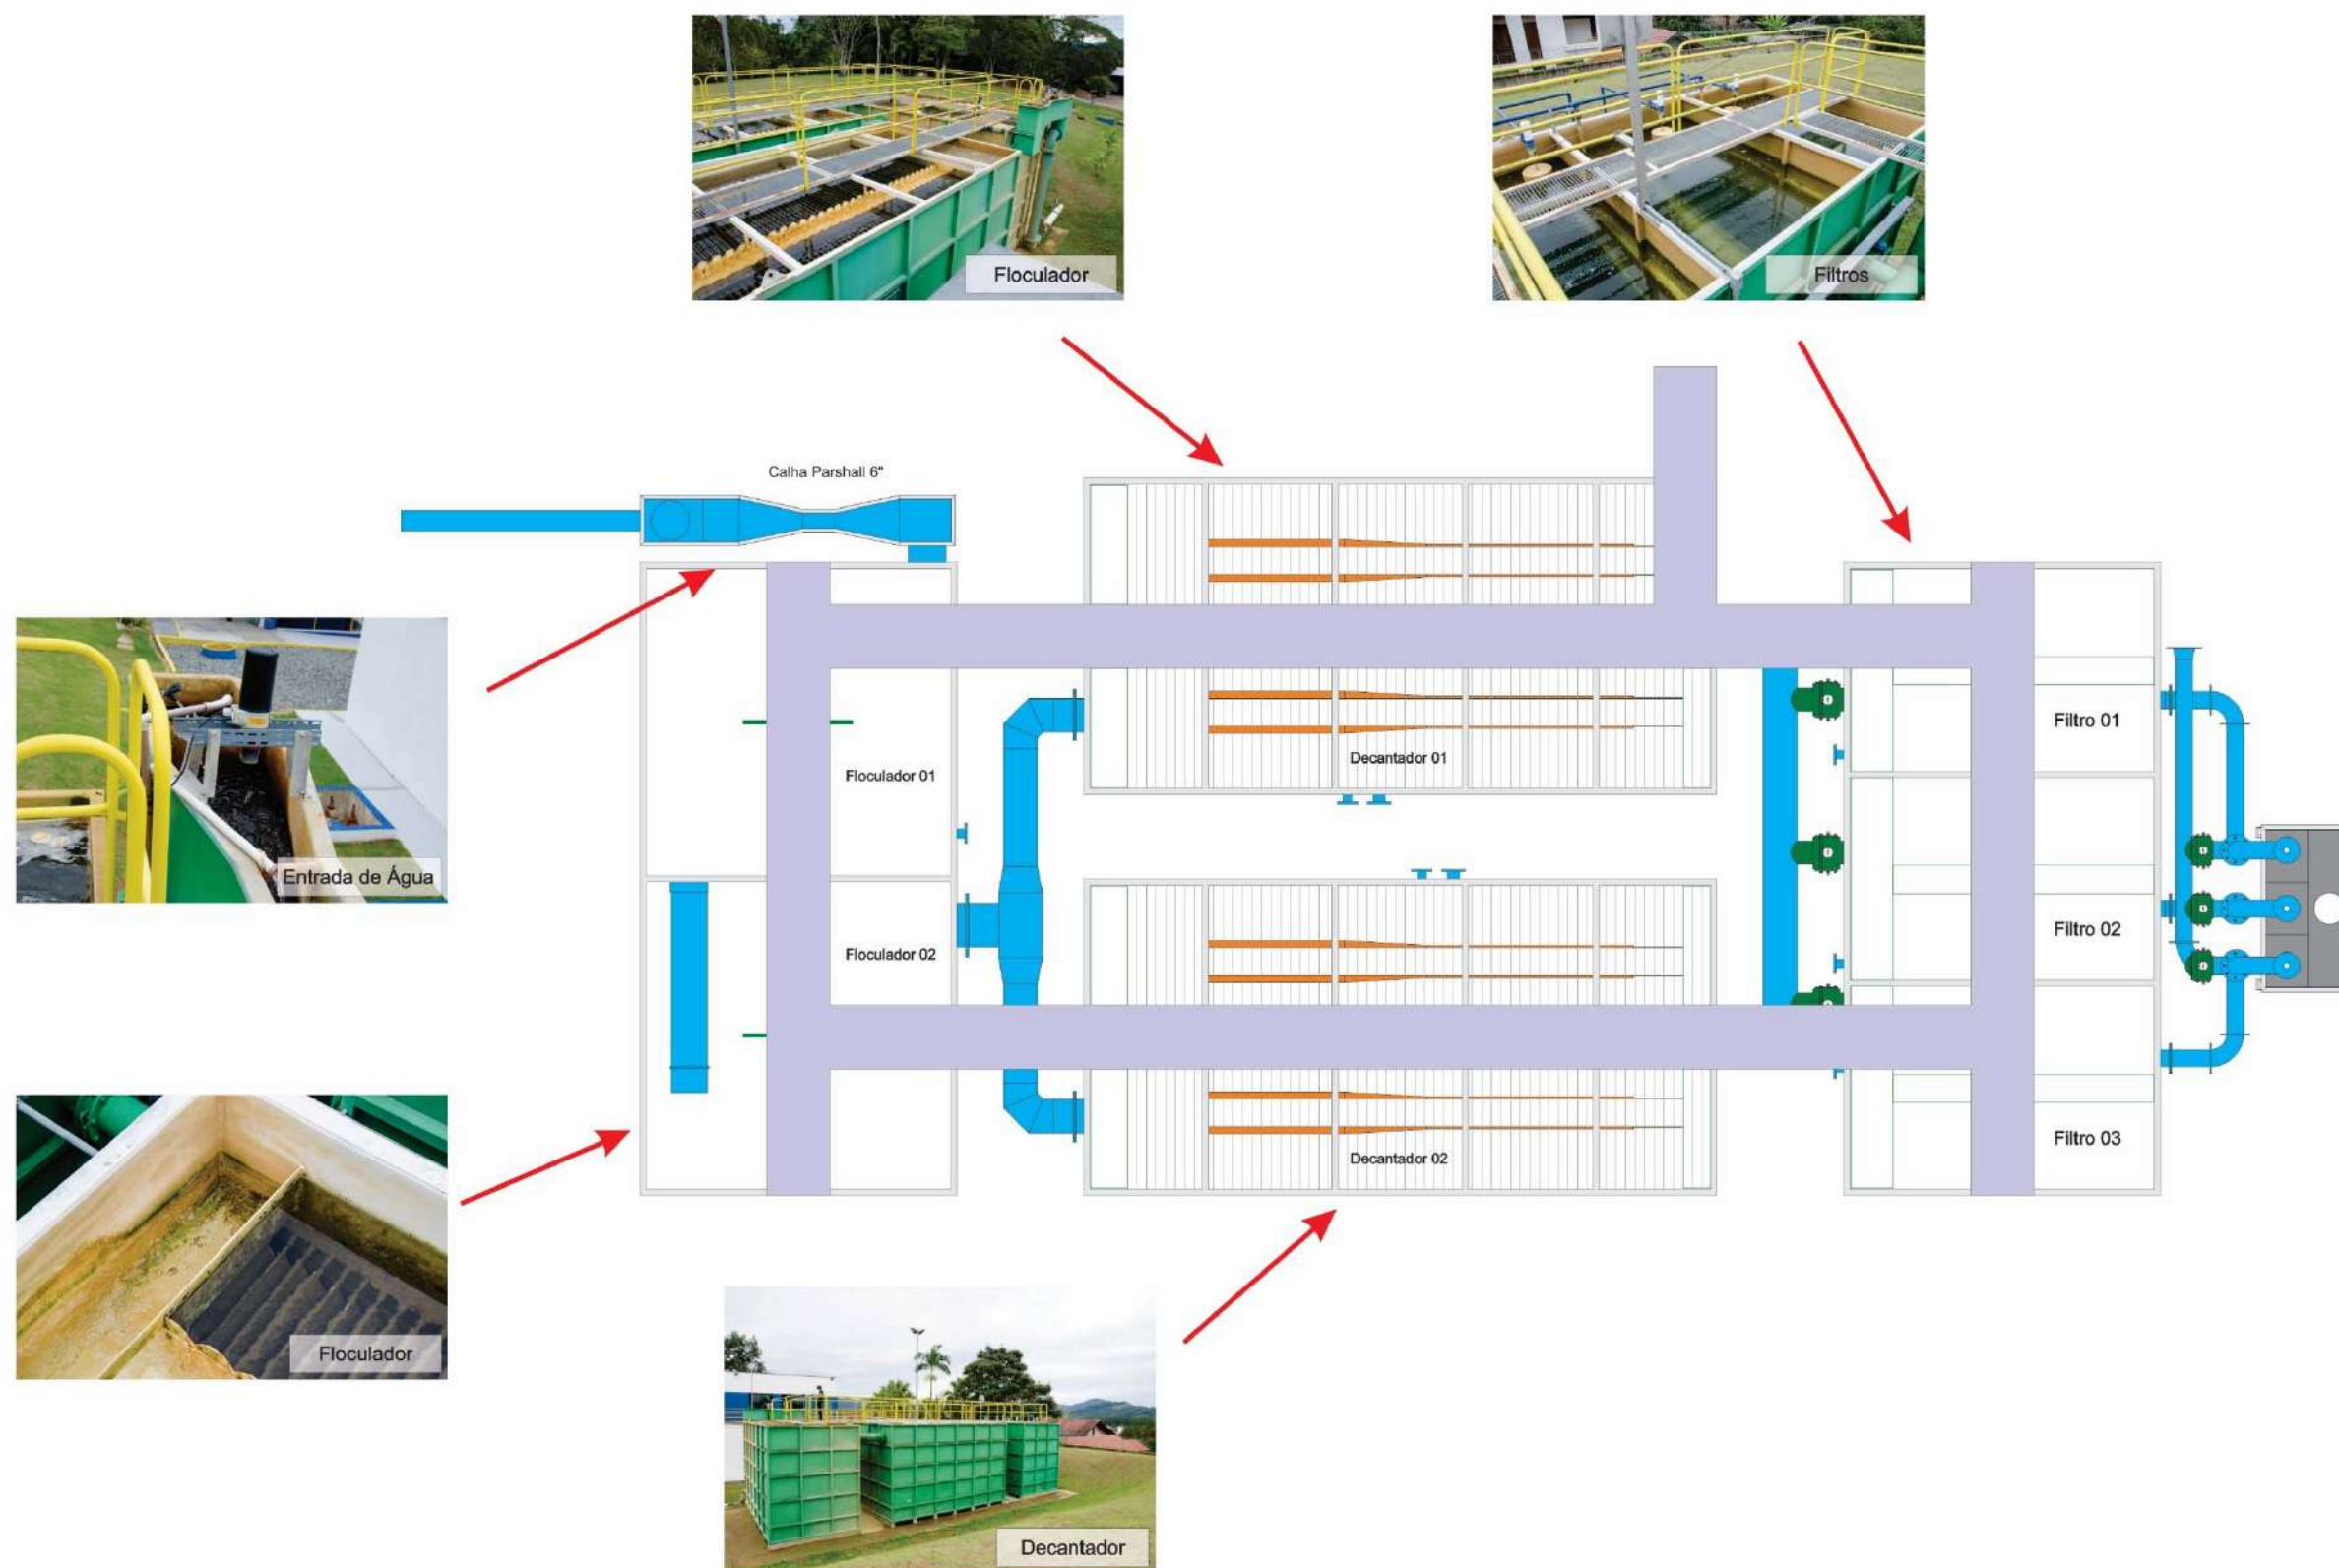 Floculador
Filtros
Calha Parshall 6"
Entrada de Água
Filtro 01
Decantador 01
Floculador 01
Filtro 02
Floculador 02
Filtro 03
Decantador 02
Floculador
Decantador